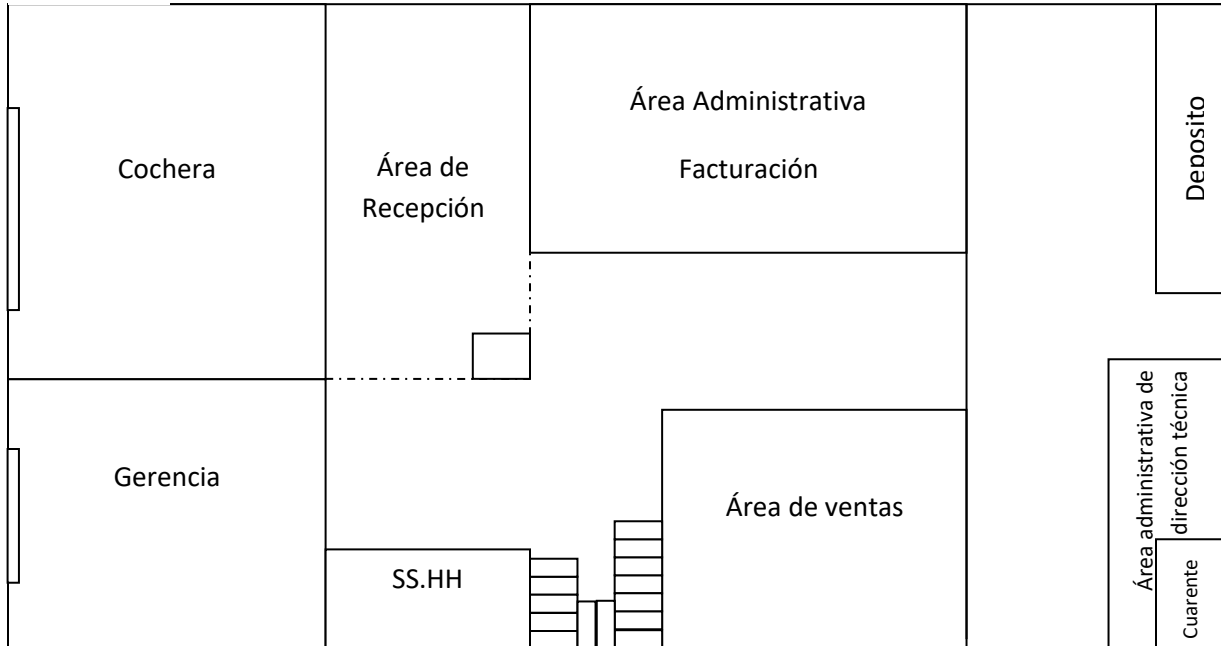 Cochera
Área de
Recepción
Área Administrativa
Facturación
Deposito
Gerencia
SS.HH
Área de ventas
Área administrativa de
dirección técnica
Cuarente